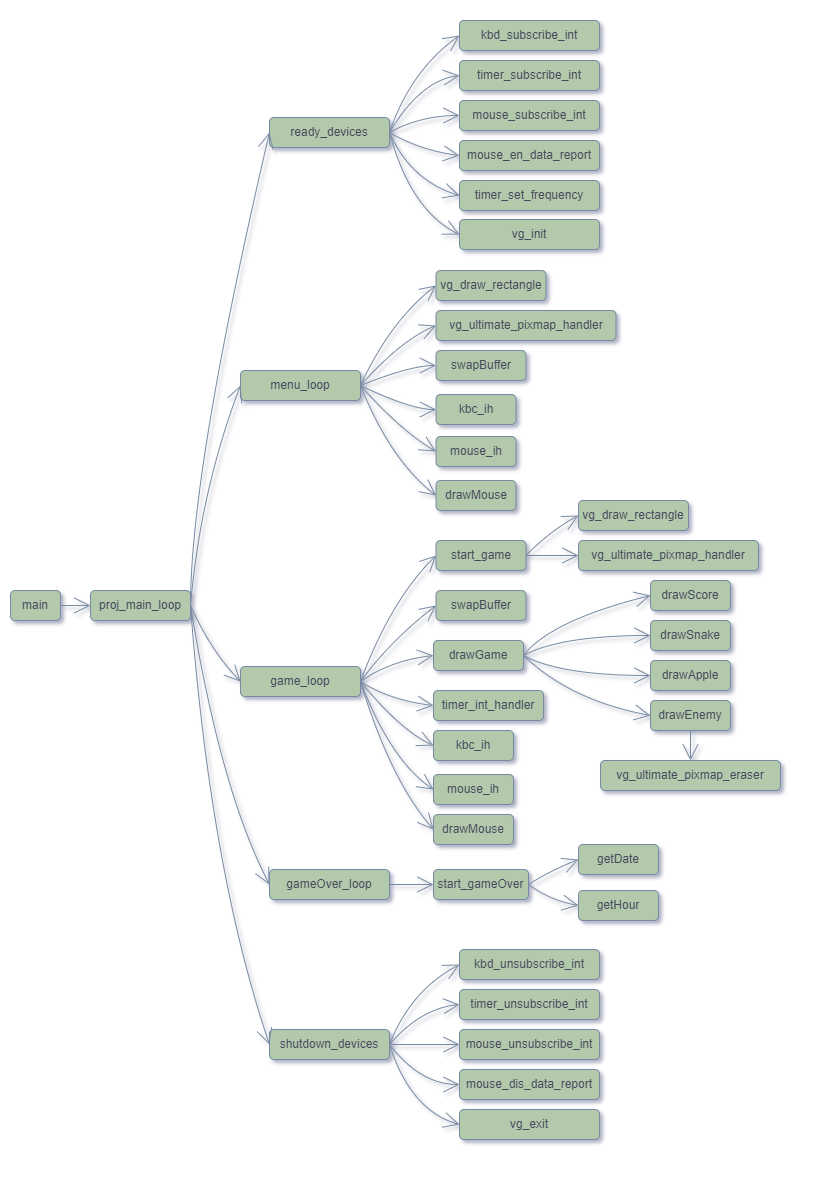 kbd_subscribe_int
timer_subscribe_int
mouse_subscribe_int
ready_devices
mouse_en_data_report
timer_set_frequency
vg_init
vg_draw_rectangle
vg_ultimate_pixmap_handler
swapBuffer
menu_loop
kbc_ih
mouse_ih
drawMouse
vg_draw_rectangle
start_game
vg_ultimate_pixmap_handler
main
proj_main_loop
swapBuffer
drawScore
drawSnake
drawGame
game_loop
drawApple
timer_int_handler
drawEnemy
kbc_ih
vg_ultimate_pixmap_eraser
mouse_ih
drawMouse
getDate
gameOver_loop
start_gameOver
getHour
kbd_unsubscribe_int
timer_unsubscribe_int
shutdown_devices
mouse_unsubscribe_int
mouse_dis_data_report
vg_exit